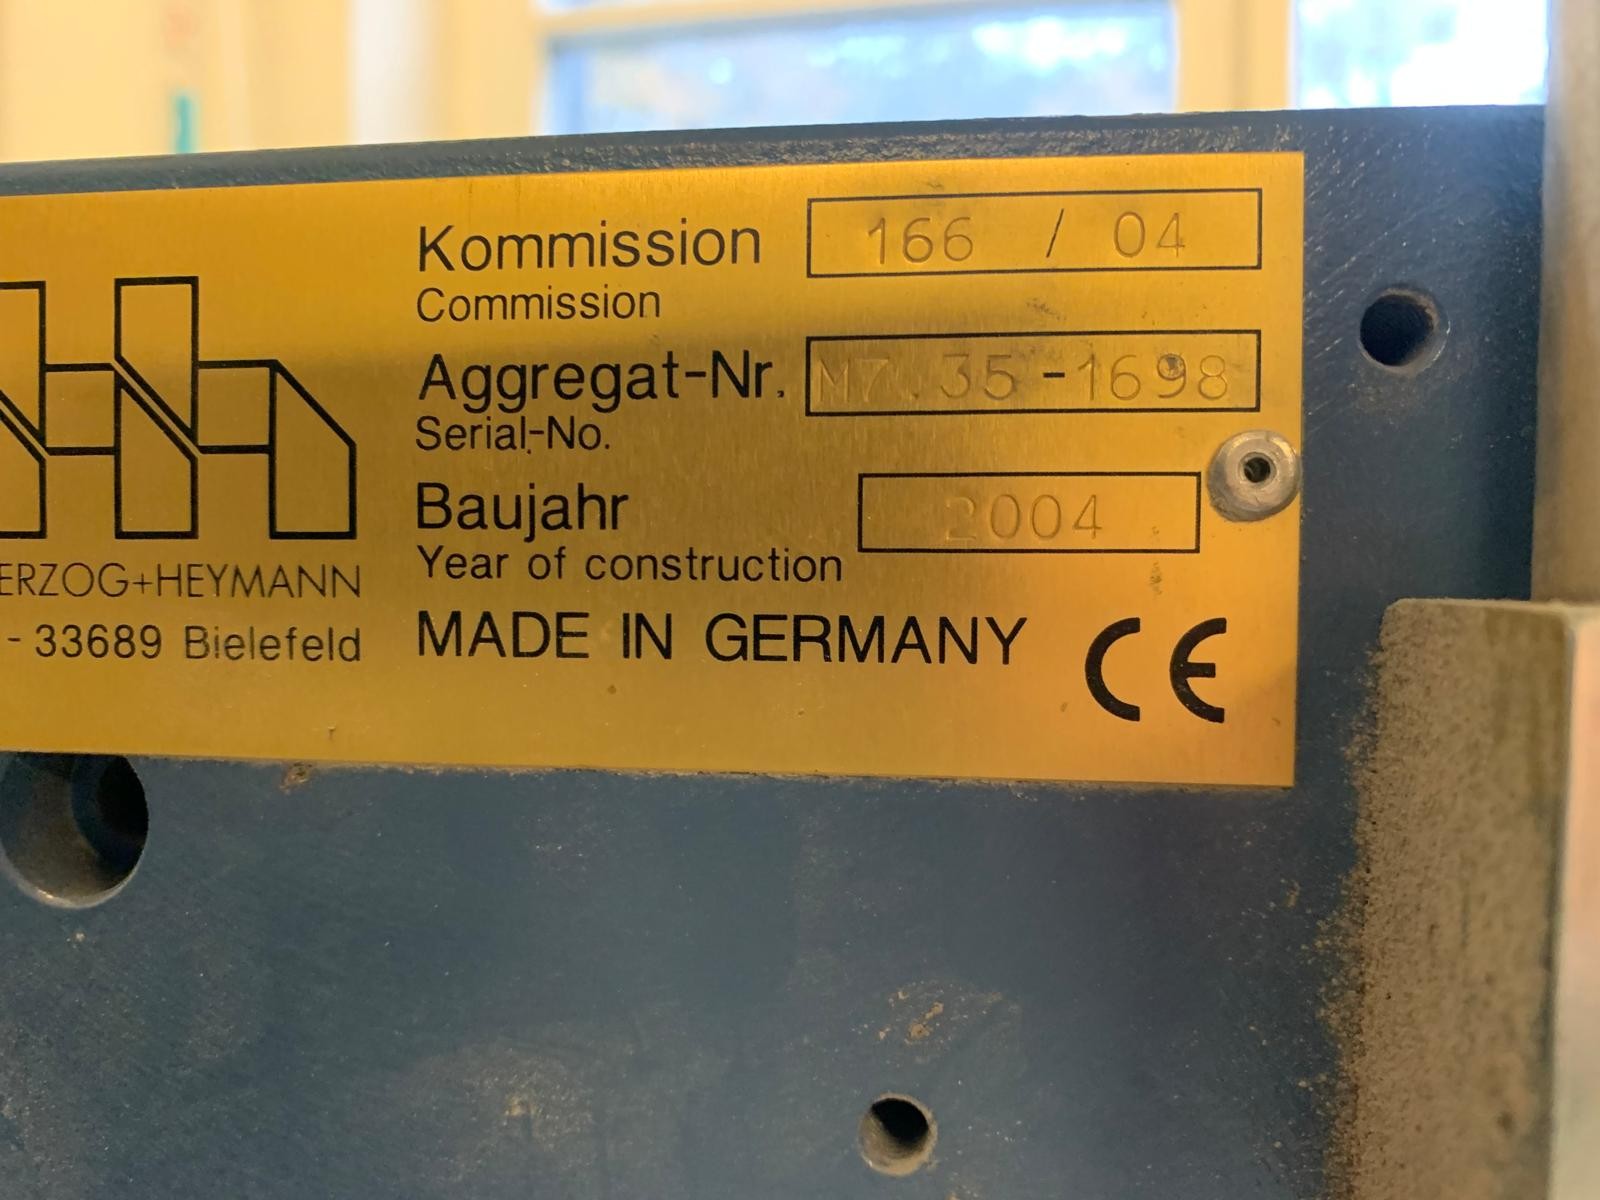 Kommission 166 / 04
Commission
Aggregat-Nr. M7.35-1698
Serial-No.
Baujahr 2004
Year of construction
ERZOG+HEYMANN
- 33689 Bielefeld
MADE IN GERMANY CE